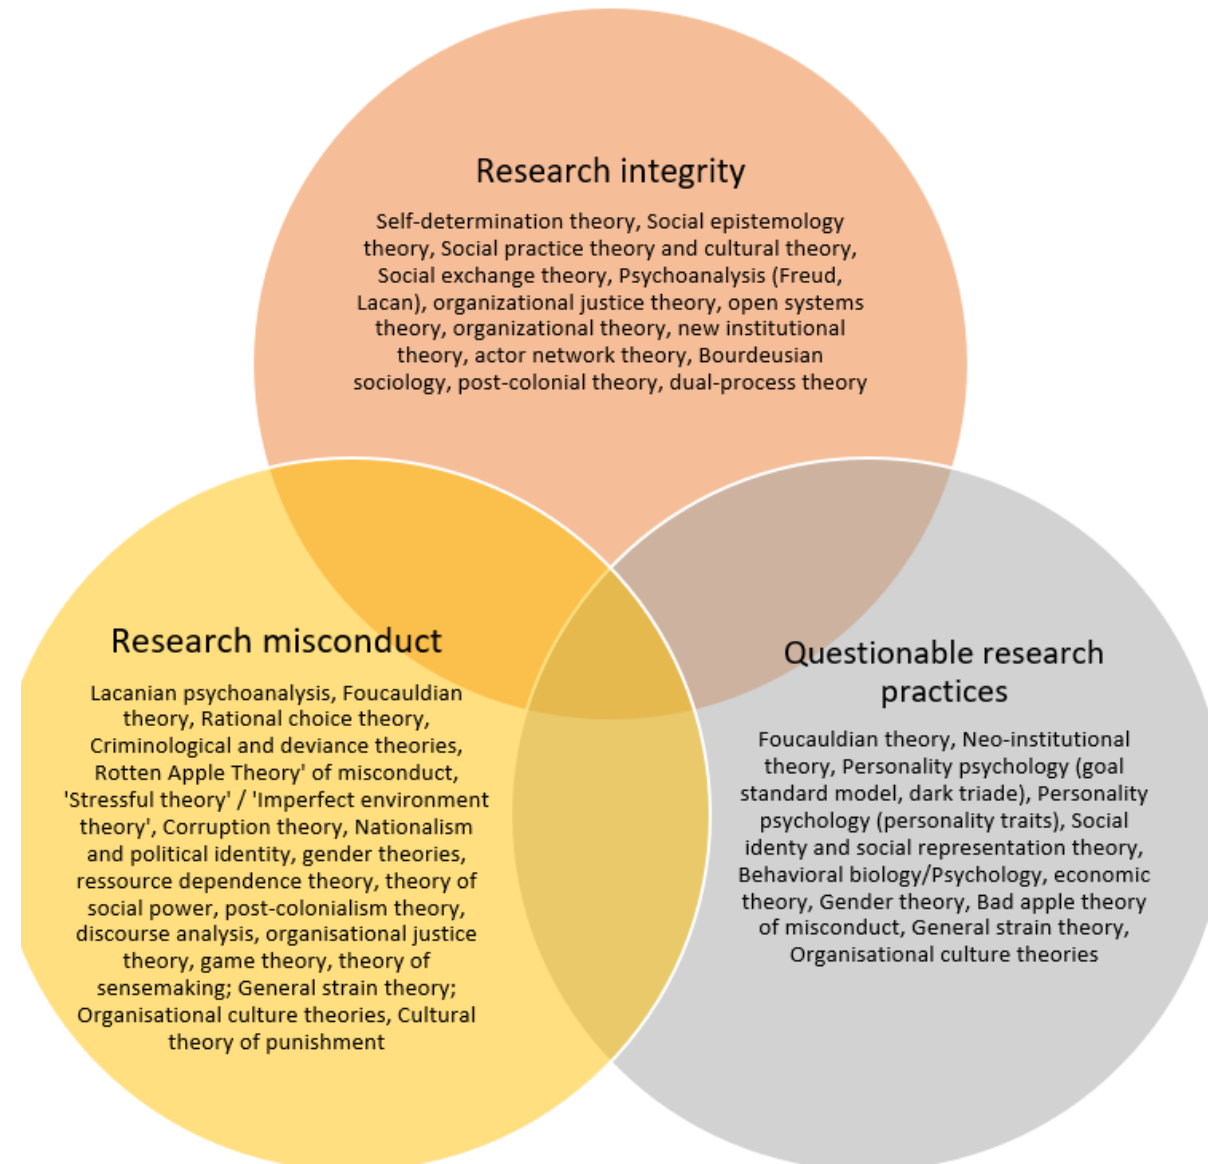 Research integrity
Self-determination theory, Social epistemology
theory, Social practice theory and cultural theory,
Social exchange theory, Psychoanalysis (Freud,
Lacan), organizational justice theory, open systems
theory, organizational theory, new institutional
theory, actor network theory, Bourdeusian
sociology, post-colonial theory, dual-process theory
Research misconduct
Lacanian psychoanalysis, Foucauldian
theory, Rational choice theory,
Criminological and deviance theories,
Rotten Apple Theory' of misconduct,
'Stressful theory' / 'Imperfect environment
theory', Corruption theory, Nationalism
and political identity, gender theories,
ressource dependence theory, theory of
social power, post-colonialism theory,
discourse analysis, organisational justice
theory, game theory, theory of
sensemaking; General strain theory;
Organisational culture theories, Cultural
theory of punishment
Questionable research
practices
Foucauldian theory, Neo-institutional
theory, Personality psychology (goal
standard model, dark triade), Personality
psychology (personality traits), Social
identy and social representation theory,
Behavioral biology/Psychology, economic
theory, Gender theory, Bad apple theory
of misconduct, General strain theory,
Organisational culture theories